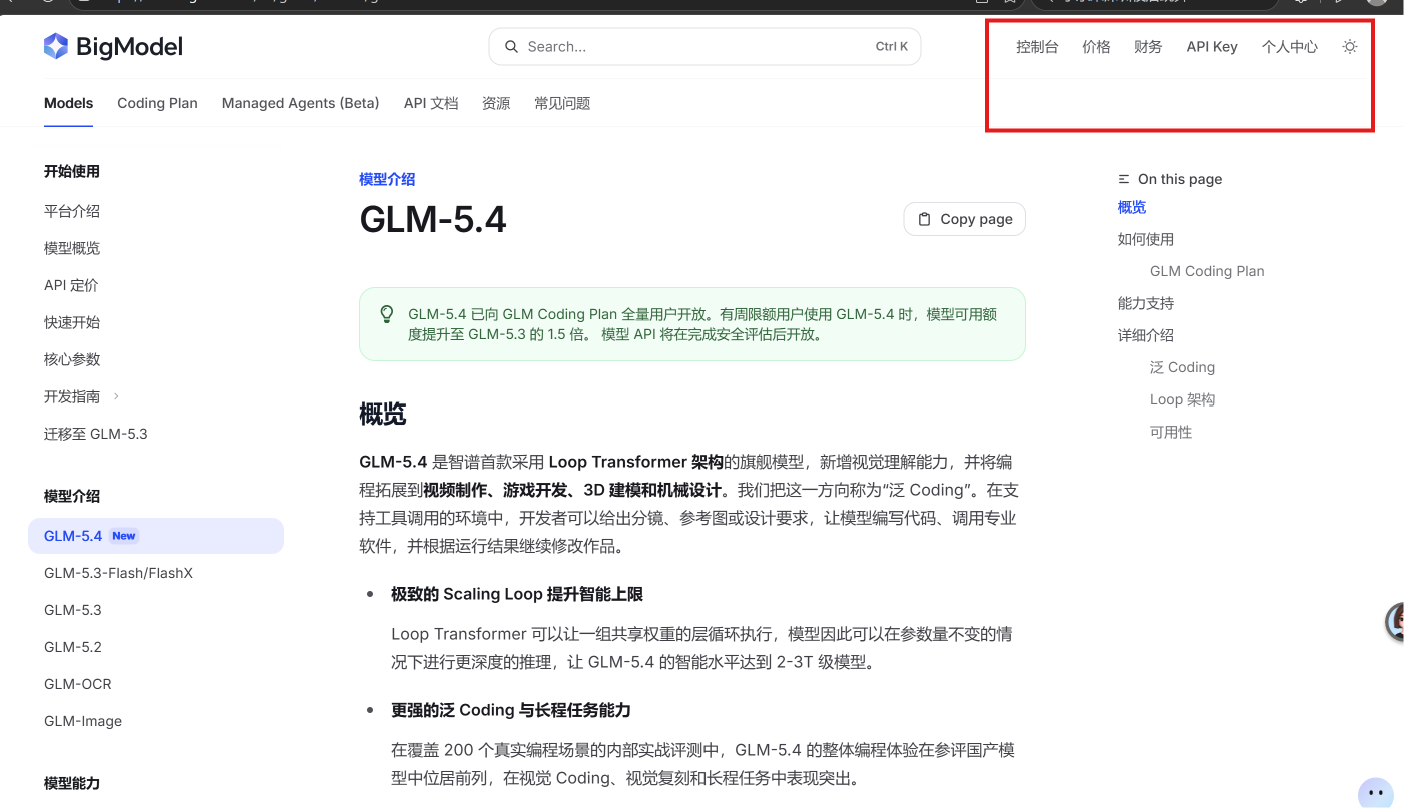 BigModel
Search...
Ctrl K
控制台
价格
财务
API Key
个人中心
Models
Coding Plan
Managed Agents (Beta)
API 文档
资源
常见问题
开始使用
平台介绍
模型概览
API 定价
快速开始
核心参数
开发指南
迁移至 GLM-5.3
模型介绍
GLM-5.4 New
GLM-5.3-Flash/FlashX
GLM-5.3
GLM-5.2
GLM-OCR
GLM-Image
模型能力
模型介绍
GLM-5.4
Copy page
GLM-5.4 已向 GLM Coding Plan 全量用户开放。有周限额用户使用 GLM-5.4 时，模型可用额
度提升至 GLM-5.3 的 1.5 倍。 模型 API 将在完成安全评估后开放。
概览
GLM-5.4 是智谱首款采用 Loop Transformer 架构的旗舰模型，新增视觉理解能力，并将编
程拓展到视频制作、游戏开发、3D 建模和机械设计。我们把这一方向称为“泛 Coding”。在支
持工具调用的环境中，开发者可以给出分镜、参考图或设计要求，让模型编写代码、调用专业
软件，并根据运行结果继续修改作品。
极致的 Scaling Loop 提升智能上限
Loop Transformer 可以让一组共享权重的层循环执行，模型因此可以在参数量不变的情
况下进行更深度的推理，让 GLM-5.4 的智能水平达到 2-3T 级模型。
更强的泛 Coding 与长程任务能力
在覆盖 200 个真实编程场景的内部实战评测中，GLM-5.4 的整体编程体验在参评国产模
型中位居前列，在视觉 Coding、视觉复刻和长程任务中表现突出。
On this page
概览
如何使用
GLM Coding Plan
能力支持
详细介绍
泛 Coding
Loop 架构
可用性